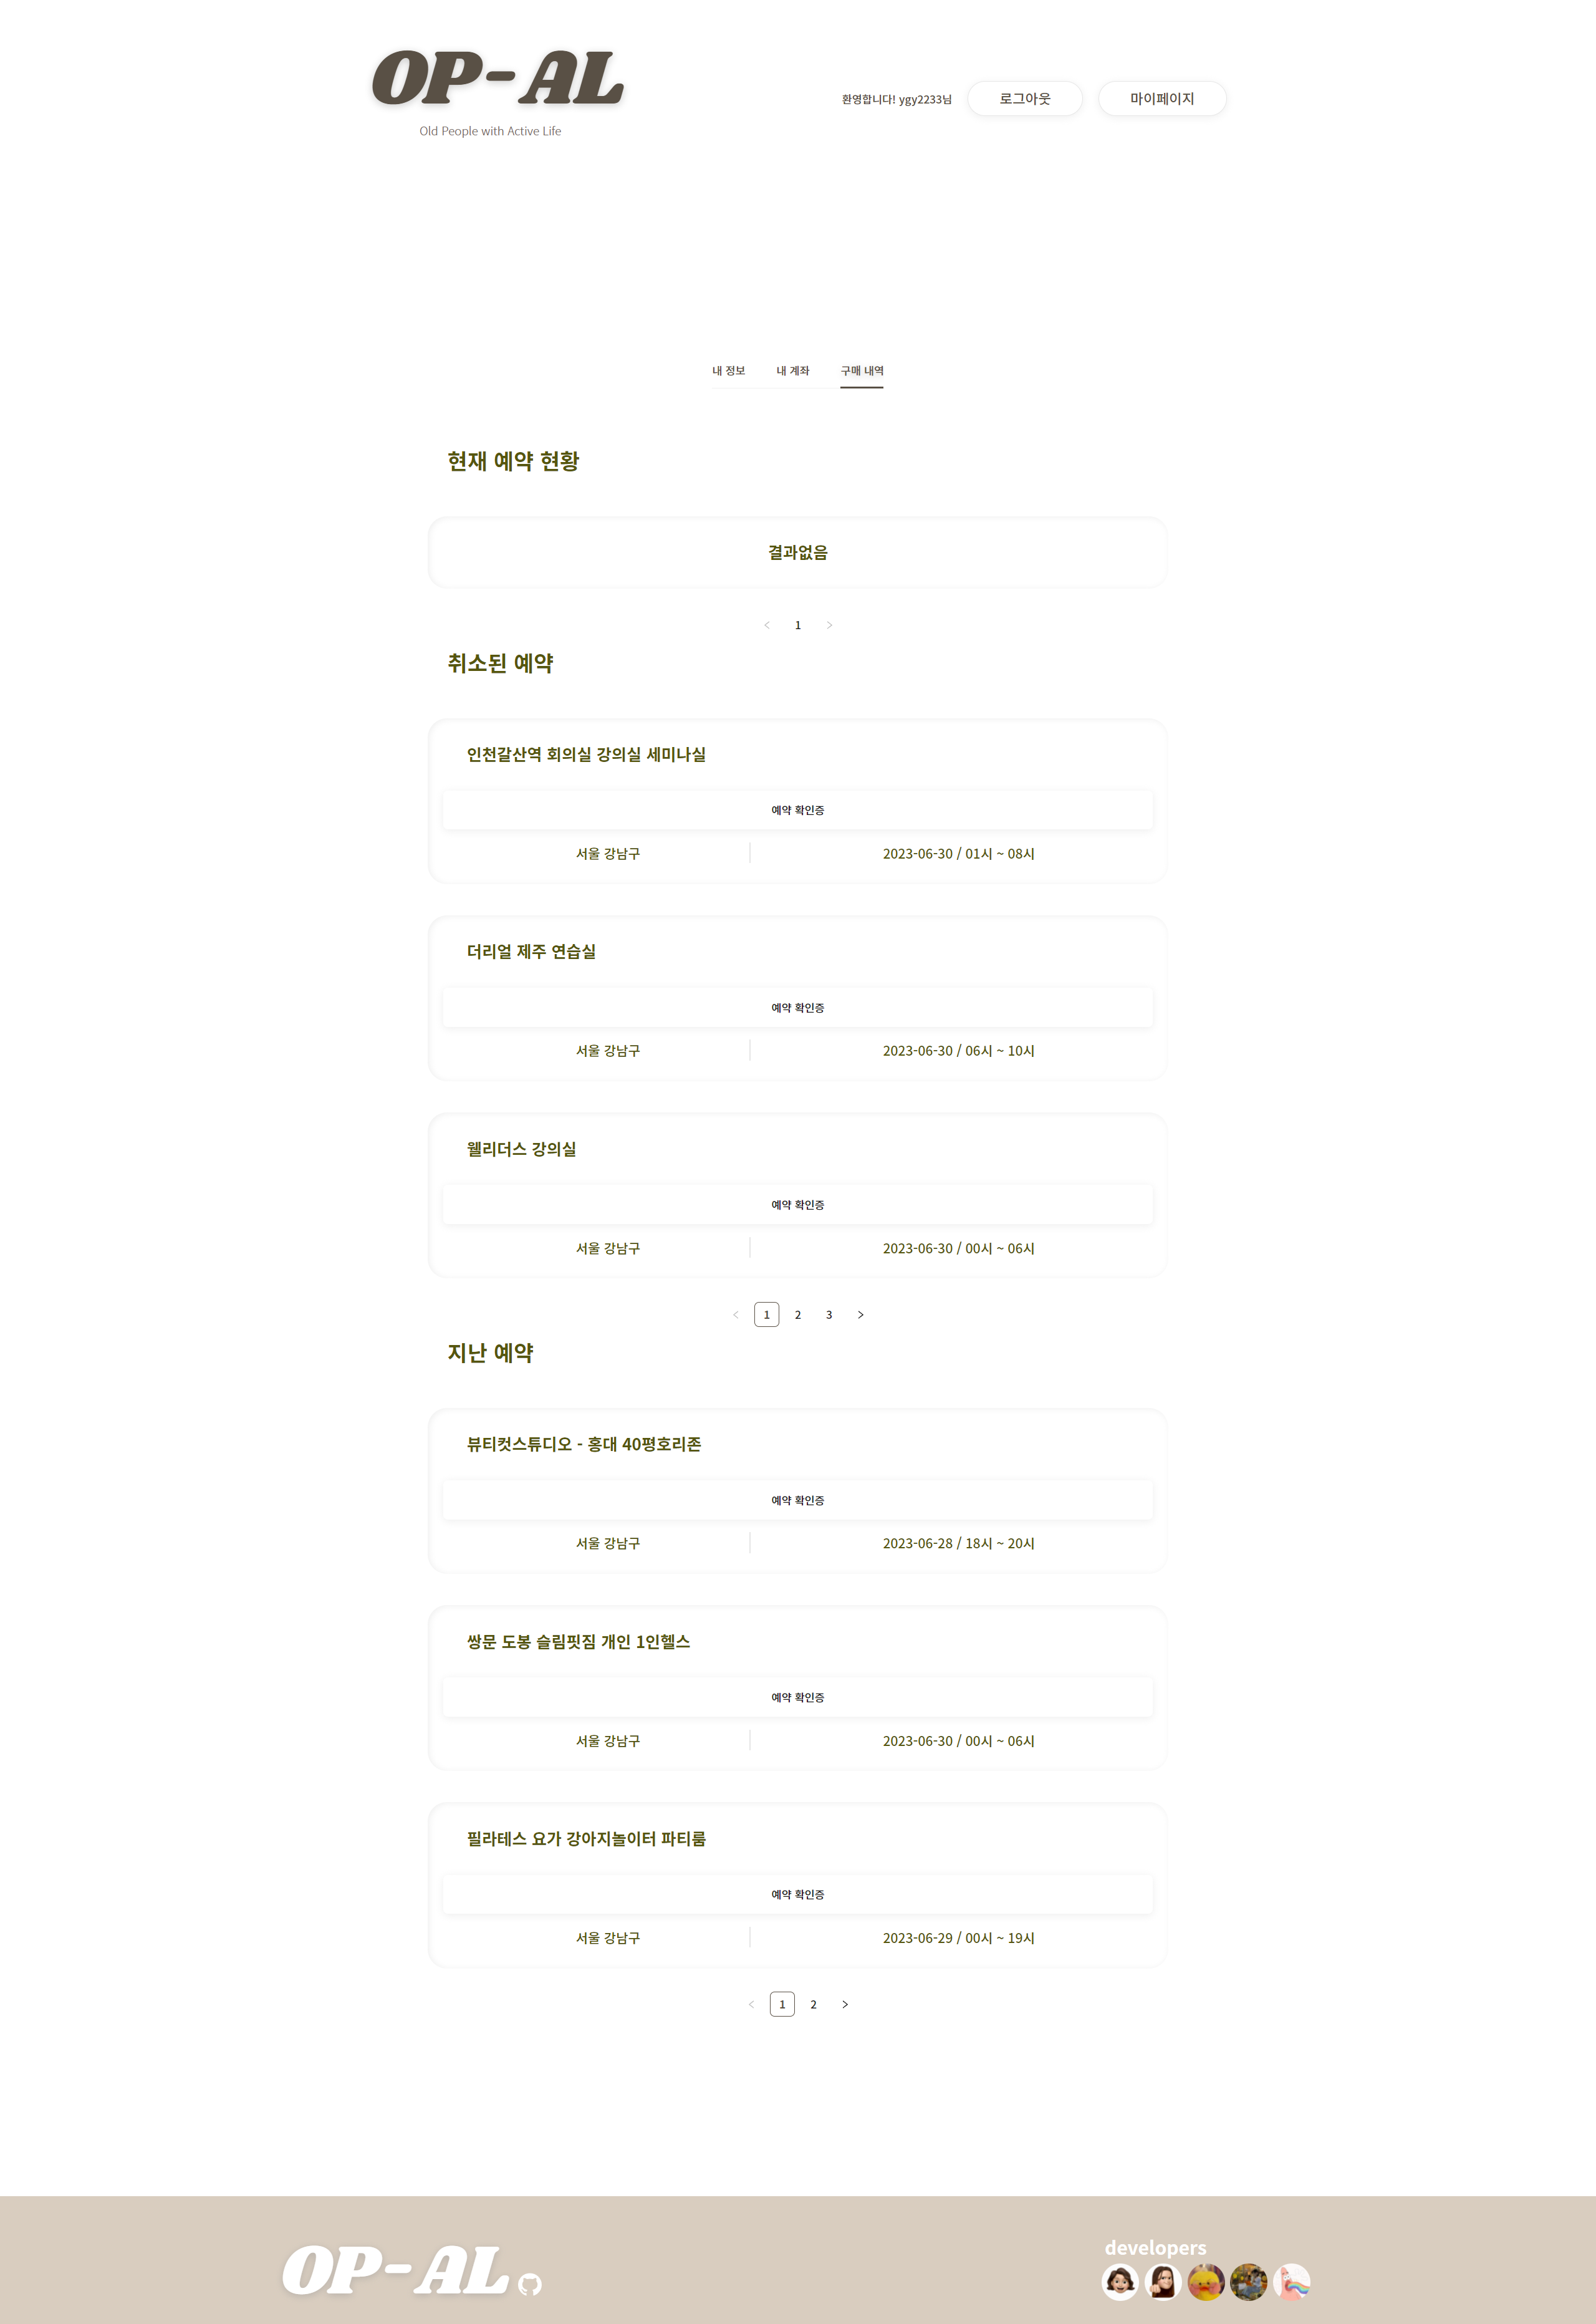 OP-AL
Old People with Active Life
환영합니다! ygy2233님
로그아웃
마이페이지
내 정보
내 계좌
구매 내역
현재 예약 현황
결과없음
1
취소된 예약
인천갈산역 회의실 강의실 세미나실
예약 확인증
서울 강남구
2023-06-30 / 01시 ~ 08시
더리얼 제주 연습실
예약 확인증
서울 강남구
2023-06-30 / 06시 ~ 10시
웰리더스 강의실
예약 확인증
서울 강남구
2023-06-30 / 00시 ~ 06시
1 2 3
지난 예약
뷰티컷스튜디오 - 홍대 40평호리존
예약 확인증
서울 강남구
2023-06-28 / 18시 ~ 20시
쌍문 도봉 슬림핏짐 개인 1인헬스
예약 확인증
서울 강남구
2023-06-30 / 00시 ~ 06시
필라테스 요가 강아지놀이터 파티룸
예약 확인증
서울 강남구
2023-06-29 / 00시 ~ 19시
1 2
OP-AL
developers